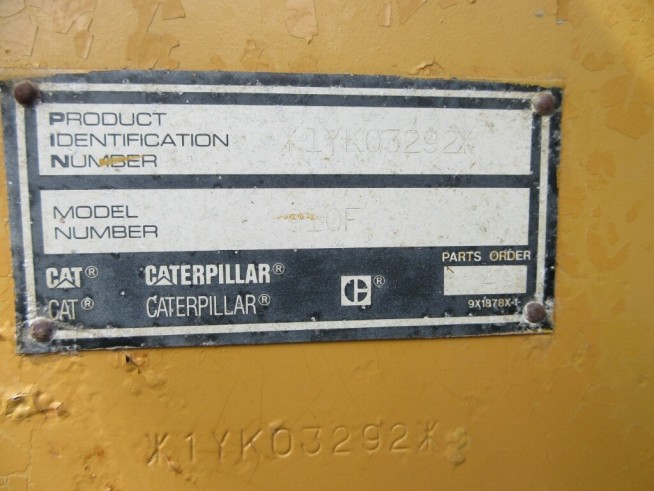 PRODUCT
IDENTIFICATION
NUMBER
*1YK03292*
MODEL
NUMBER
PARTS ORDER
CAT® CATERPILLAR® C®
CAT® CATERPILLAR®
9X1878X-1
*1YK03292*